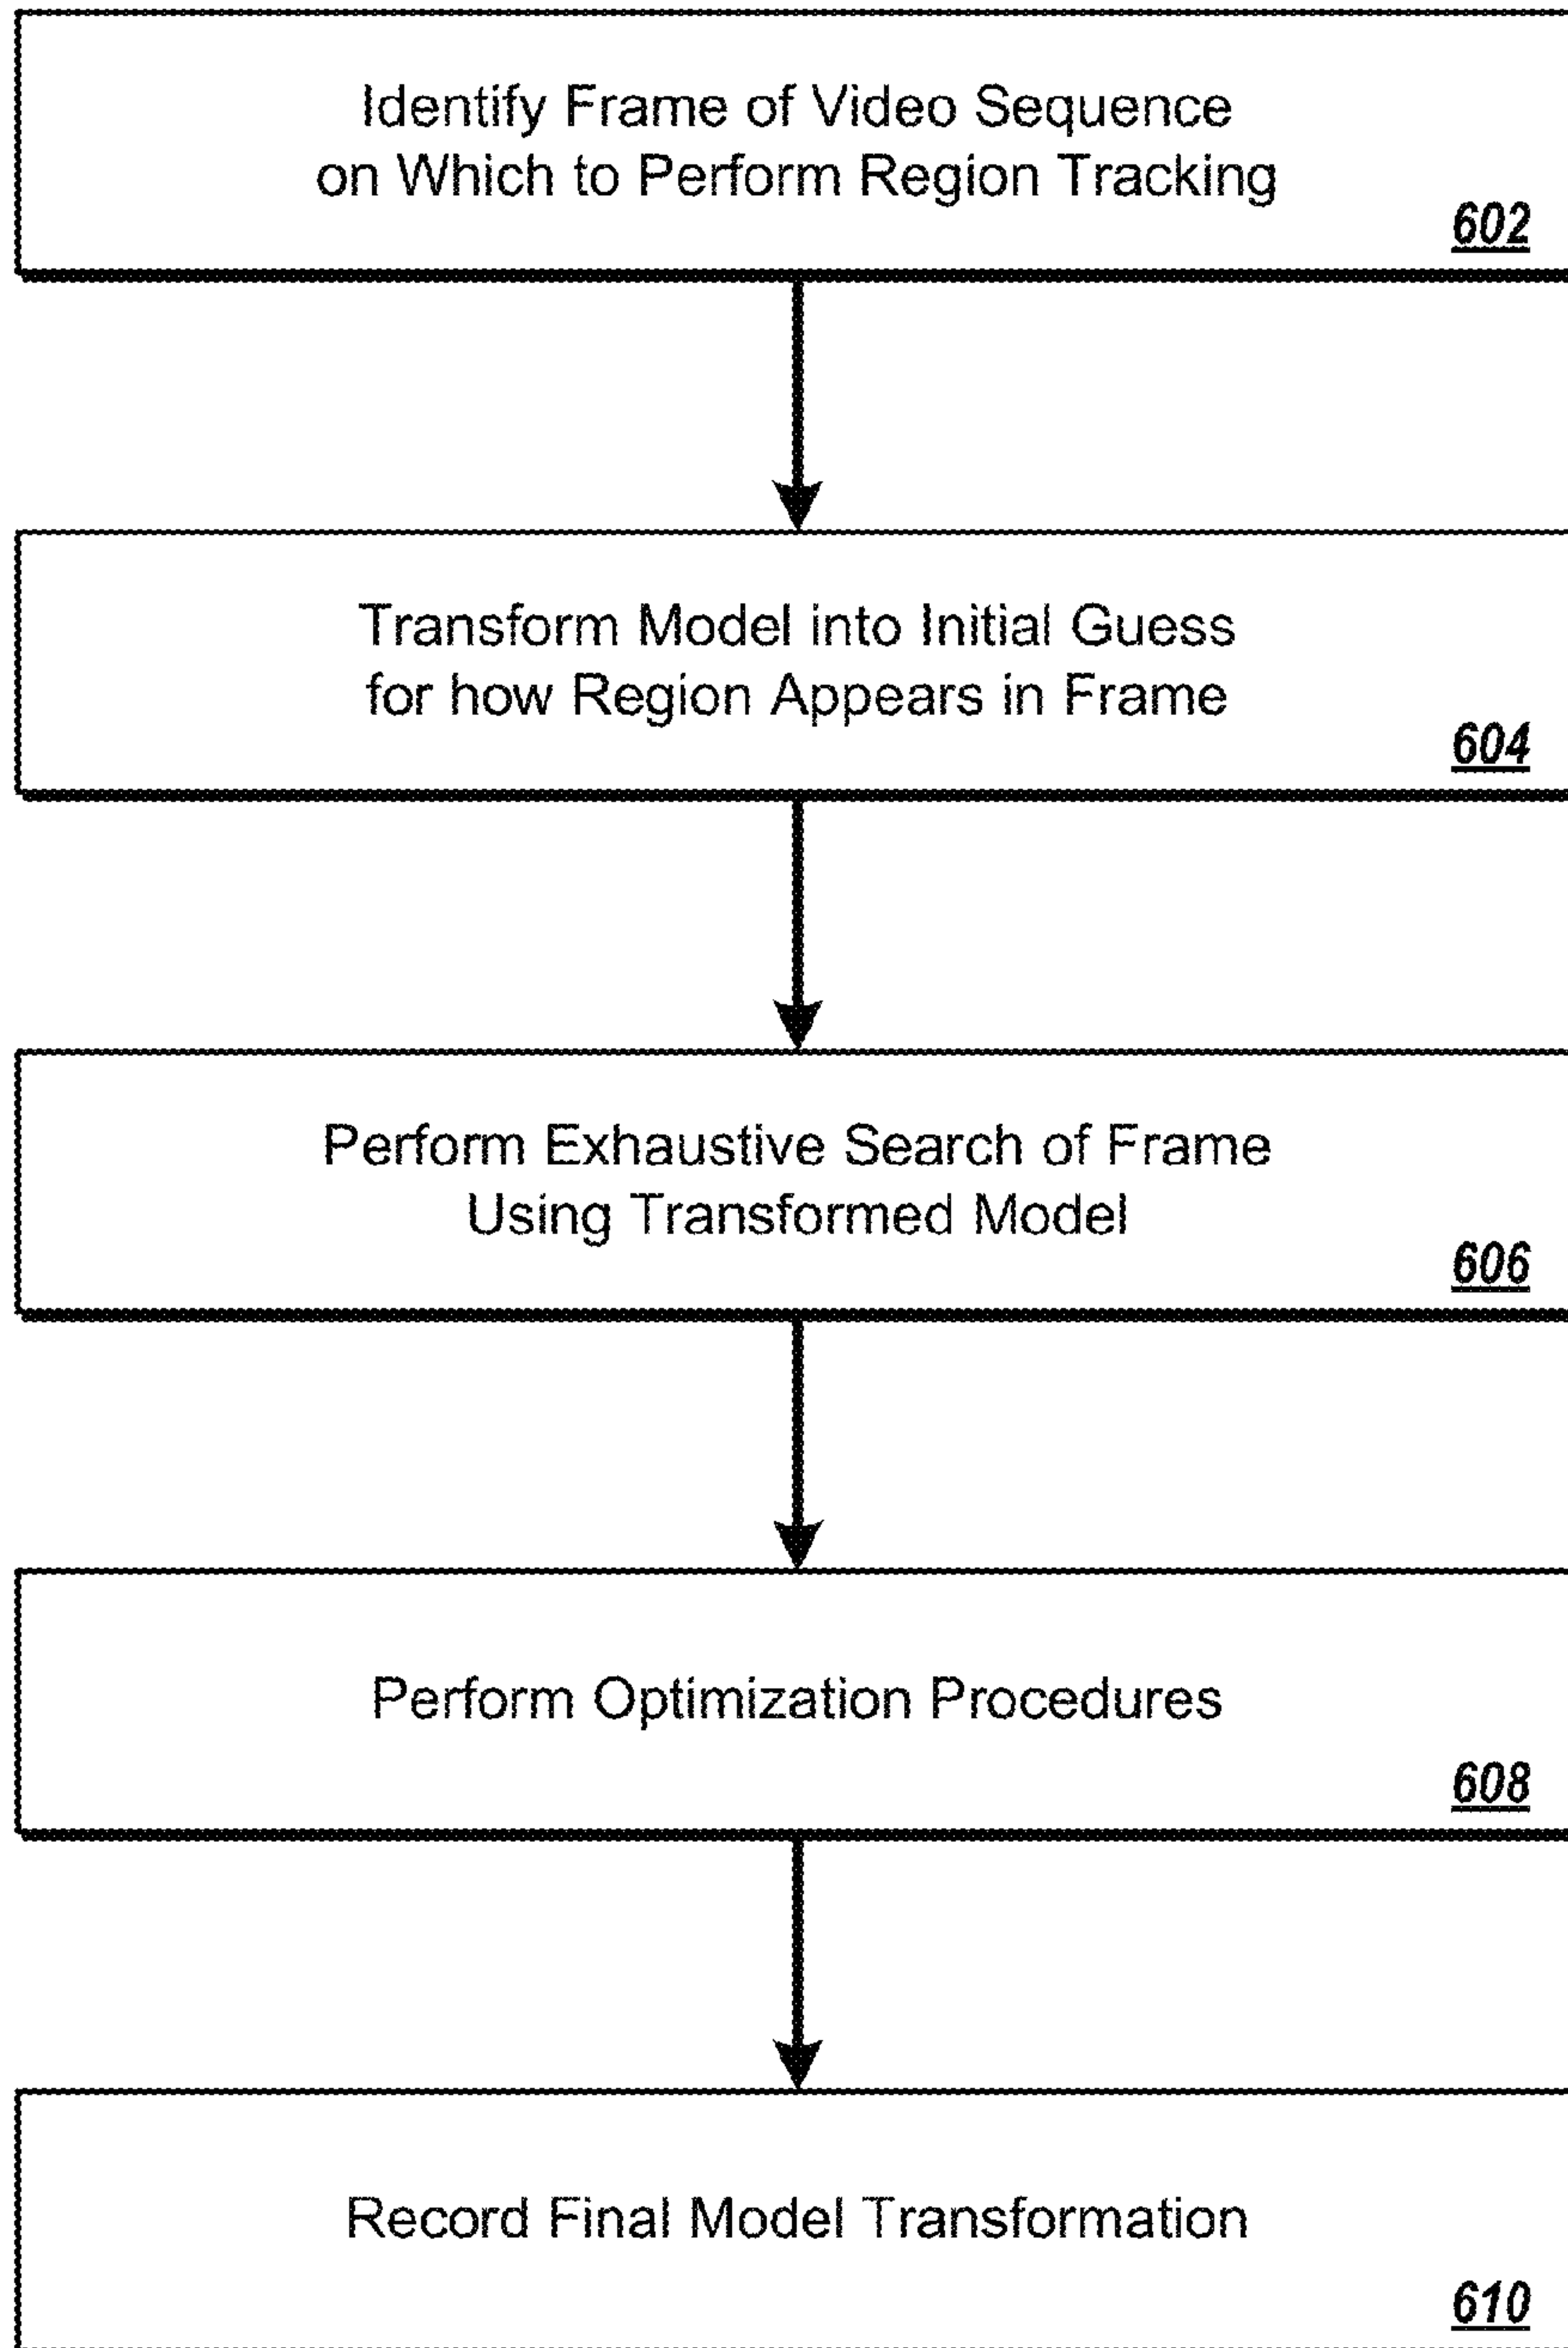 Identify Frame of Video Sequence
on Which to Perform Region Tracking
602
Transform Model into Initial Guess
for how Region Appears in Frame
604
Perform Exhaustive Search of Frame
Using Transformed Model
606
Perform Optimization Procedures
608
Record Final Model Transformation
610